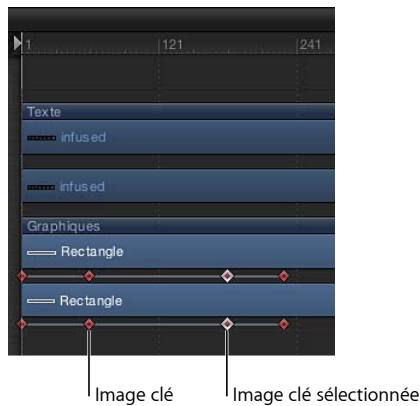 1 121 241
Texte
infused
infused
Graphiques
Rectangle
Rectangle
Image clé Image clé sélectionnée